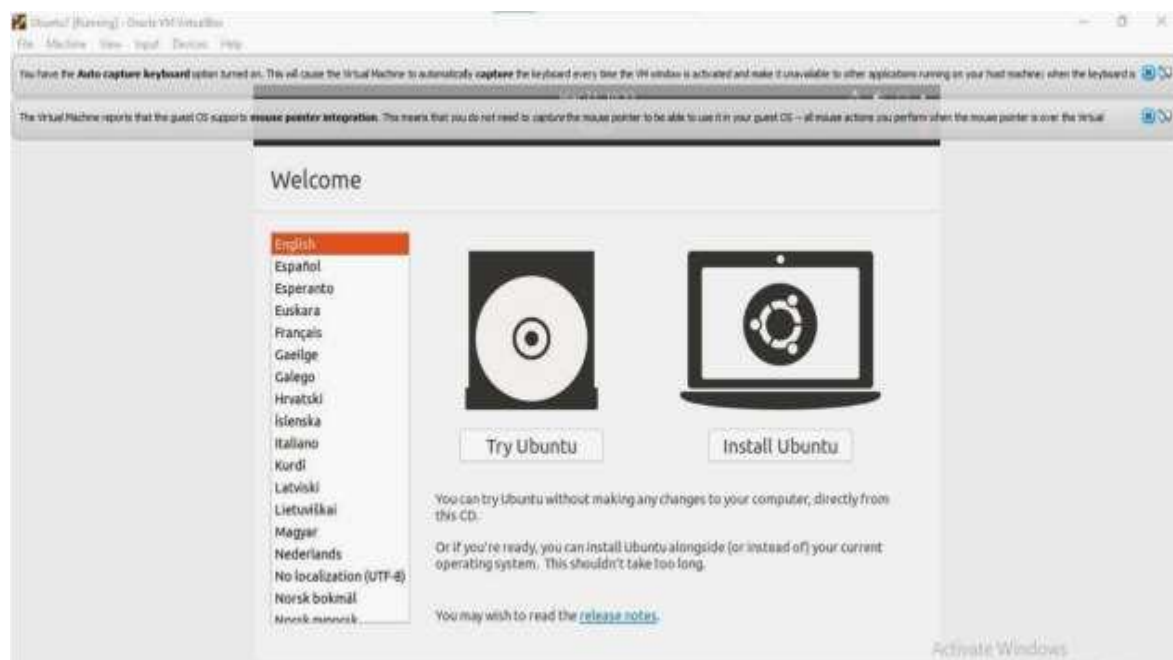 Ubuntu! [Running] - Oracle VM VirtualBox
File Machine View Input Devices Help
You have the Auto capture keyboard option turned on. This will cause the Virtual Machine to automatically capture the keyboard every time the VM window is activated and make it unavailable to other applications running on your host machine: when the keyboard is
The Virtual Machine reports that the guest OS supports mouse pointer integration. This means that you do not need to capture the mouse pointer to be able to use it in your guest OS -- all mouse actions you perform when the mouse pointer is over the Virtual
Welcome
English
Español
Esperanto
Euskara
Français
Gaeilge
Galego
Hrvatski
Íslenska
Italiano
Kurdî
Latviski
Lietuviškai
Magyar
Nederlands
No localization (UTF-8)
Norsk bokmål
Norsk nynorsk
Try Ubuntu
Install Ubuntu
You can try Ubuntu without making any changes to your computer, directly from
this CD.
Or if you're ready, you can install Ubuntu alongside (or instead of) your current
operating system. This shouldn't take too long.
You may wish to read the release notes.
Activate Windows